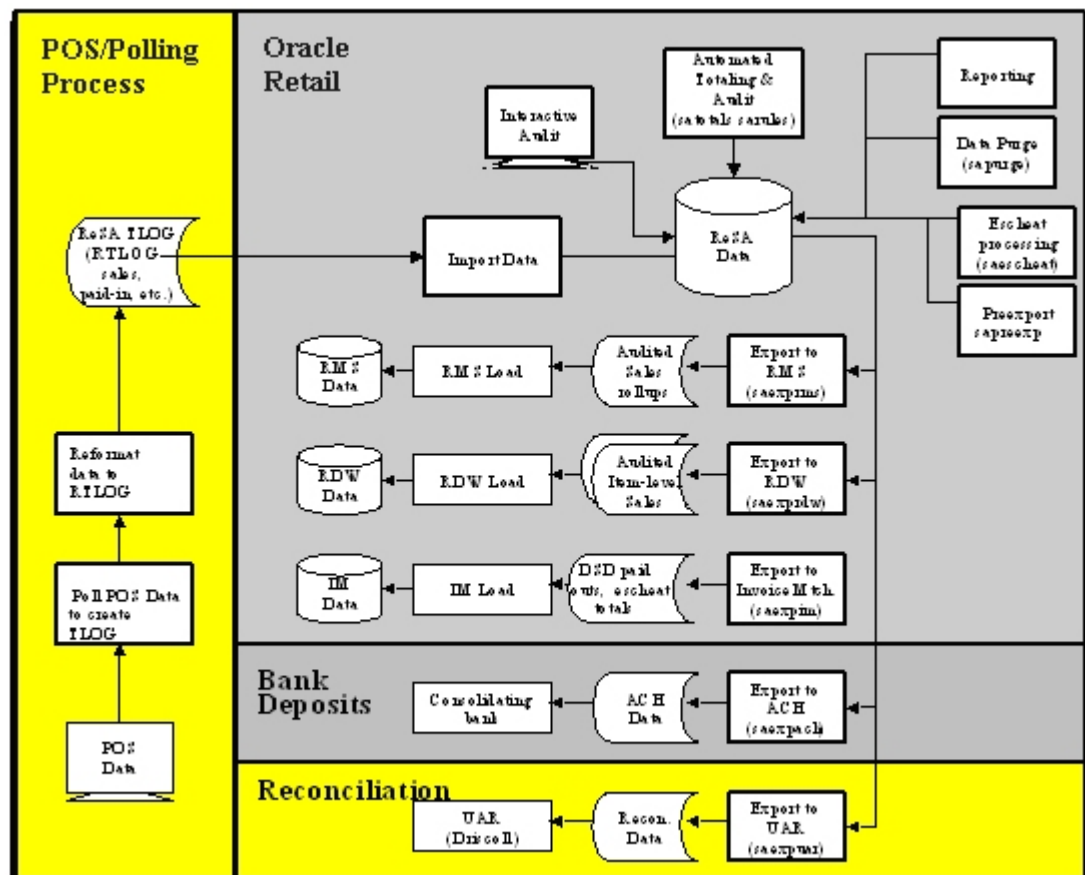 POS/Polling
Process
Oracle
Retail
Interactive
Audit
Automated
Totaling &
Audit
(satotals sarules)
Reporting
Data Purge
(sapurge)
Escheat
processing
(saescheat)
Preexport
sapreexp
ReSA TLOG
(RTLOG
sales,
paid-in, etc.)
Import Data
ReSA
Data
RMS
Data
RMS Load
Audited
Sales
rollups
Export to
RMS
(saexprms)
Reformat
data to
RTLOG
RDW
Data
RDW Load
Audited
Item-level
Sales
Export to
RDW
(saexprdw)
Poll POS Data
to create
TLOG
IM
Data
IM Load
DSD paid
outs, escheat
totals
Export to
Invoice Mtch.
(saexpim)
POS
Data
Bank
Deposits
Consolidating
bank
ACH
Data
Export to
ACH
(saexpach)
Reconciliation
UAR
(Driscoll)
Recon.
Data
Export to
UAR
(saexpuar)